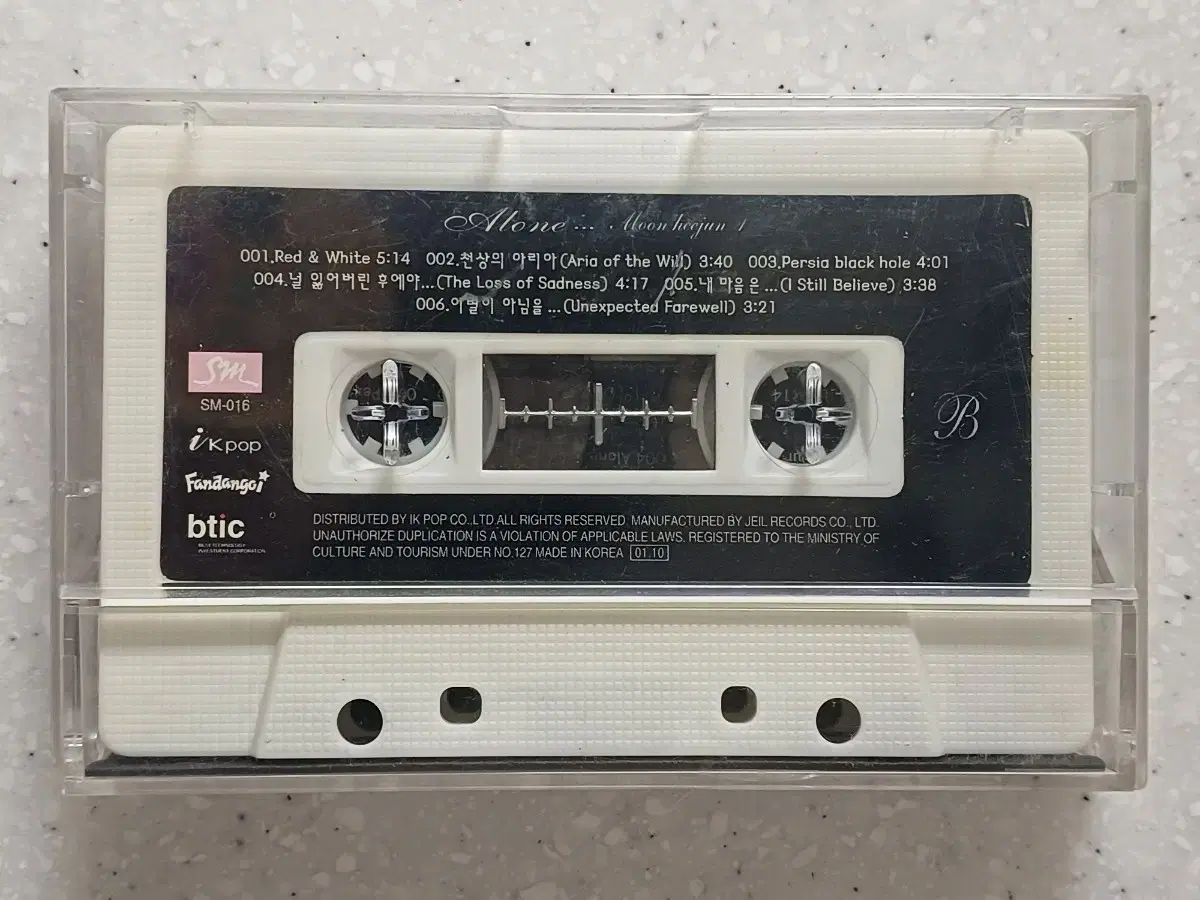 Alone... Moon heejun 1
001.Red & White 5:14 002.천상의 아리아(Aria of the Will) 3:40 003.Persia black hole 4:01
004.널 잃어버린 후에야...(The Loss of Sadness) 4:17 005.내 마음은...(I Still Believe) 3:38
006.이별이 아님을...(Unexpected Farewell) 3:21
SM
SM-016
iKpop
Fandango
btic
INVESTMENT CORPORATION
B
DISTRIBUTED BY IK POP CO.,LTD ALL RIGHTS RESERVED. MANUFACTURED BY JEIL RECORDS CO., LTD.
UNAUTHORIZE DUPLICATION IS A VIOLATION OF APPLICABLE LAWS. REGISTERED TO THE MINISTRY OF
CULTURE AND TOURISM UNDER NO.127 MADE IN KOREA 01.10